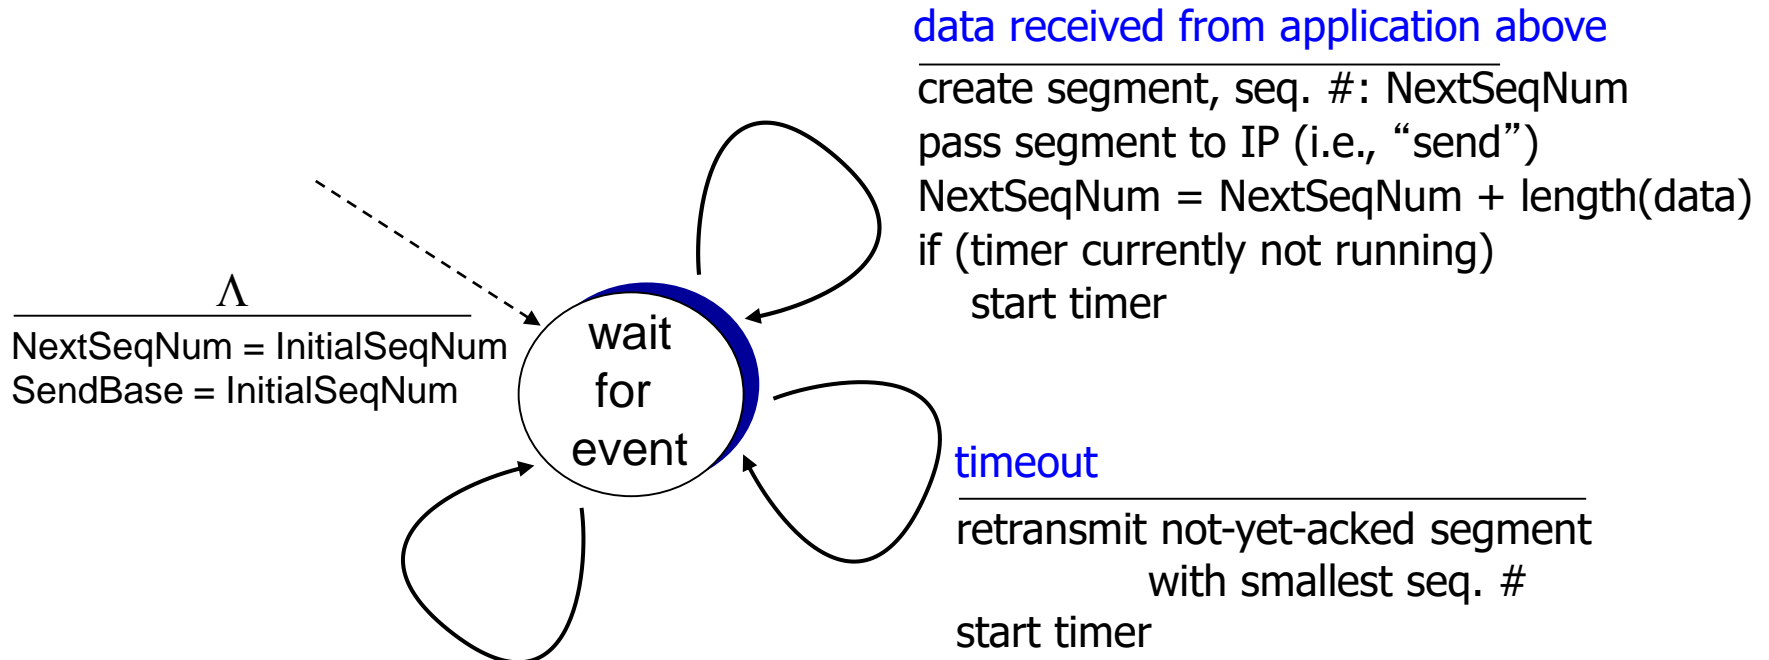 data received from application above
create segment, seq. #: NextSeqNum
pass segment to IP (i.e., “send”)
NextSeqNum = NextSeqNum + length(data)
if (timer currently not running)
start timer
Λ
NextSeqNum = InitialSeqNum
SendBase = InitialSeqNum
wait
for
event
timeout
retransmit not-yet-acked segment
with smallest seq. #
start timer